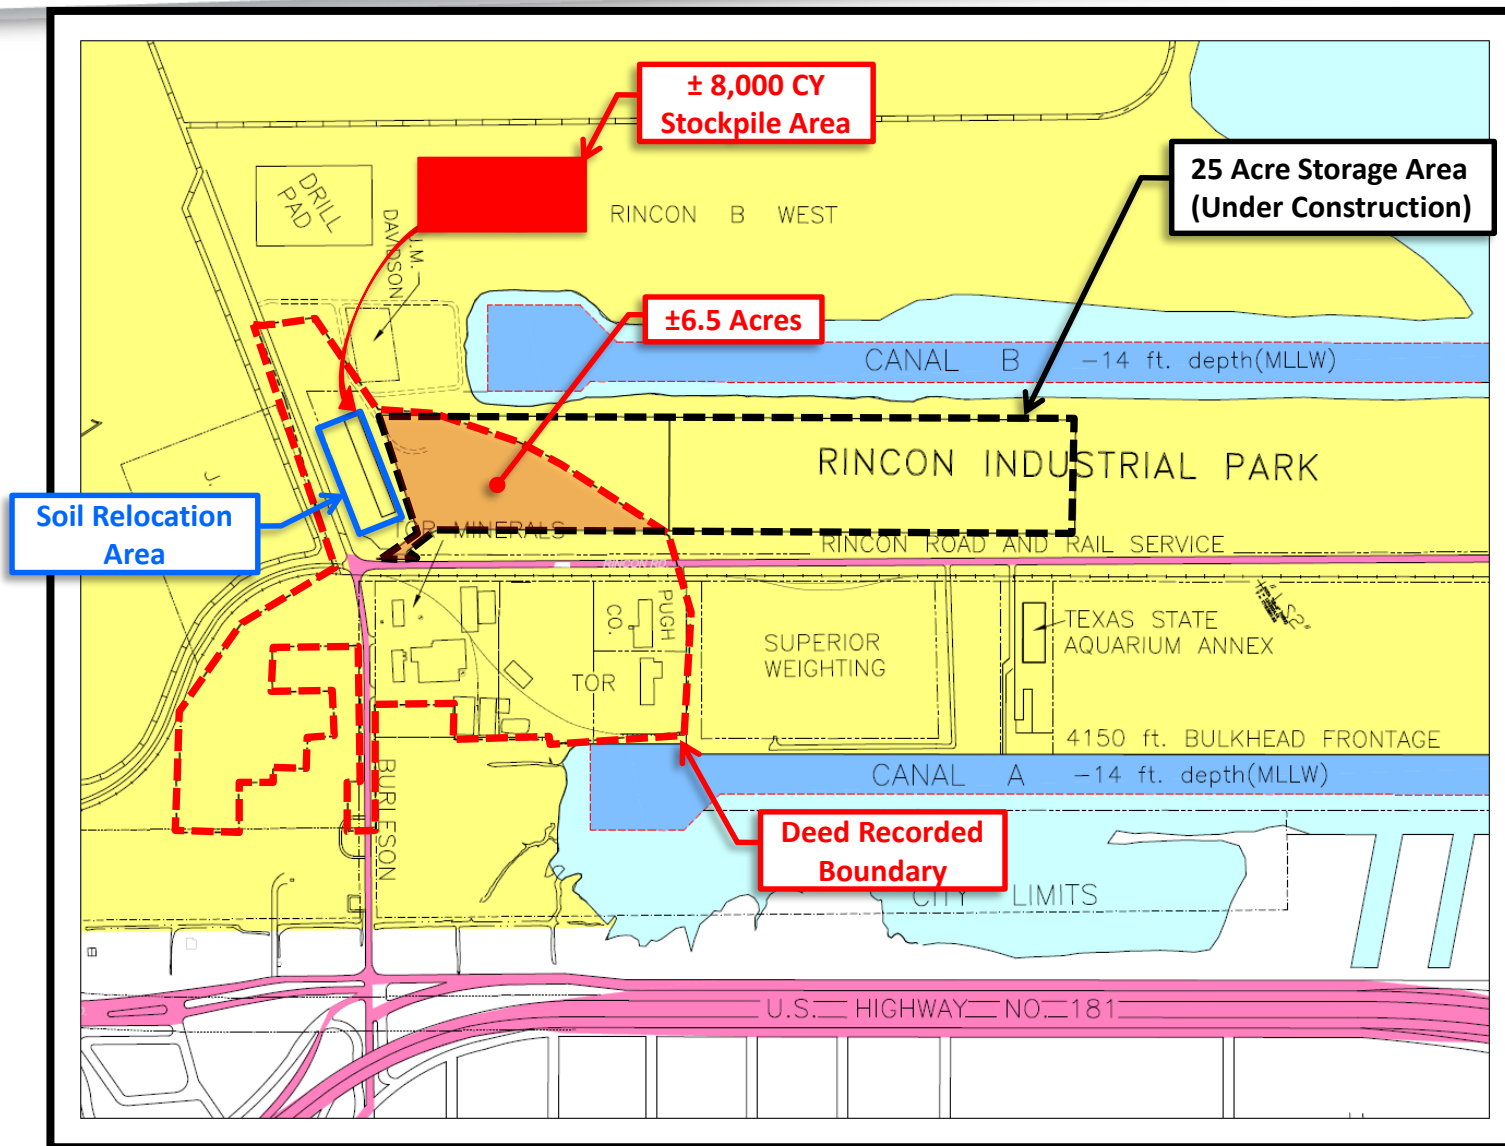 ± 8,000 CY
Stockpile Area
25 Acre Storage Area
(Under Construction)
DRILL
PAD
J.M.
DAVIDSON
RINCON B WEST
±6.5 Acres
CANAL B -14 ft. depth(MLLW)
RINCON INDUSTRIAL PARK
J.
Soil Relocation
Area
TOR MINERALS
RINCON ROAD AND RAIL SERVICE
RINCON RD.
PUGH
CO.
TOR
SUPERIOR
WEIGHTING
TEXAS STATE
AQUARIUM ANNEX
4150 ft. BULKHEAD FRONTAGE
BURLESON
CANAL A -14 ft. depth(MLLW)
Deed Recorded
Boundary
CITY LIMITS
U.S. HIGHWAY NO. 181